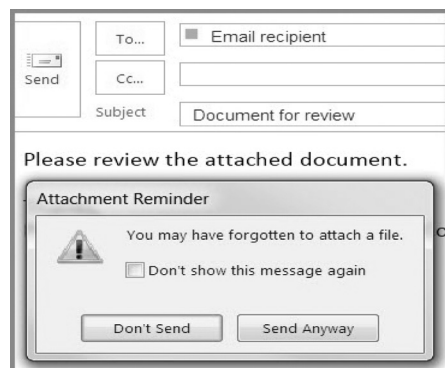 To...
Email recipient
Send
Cc...
Subject
Document for review
Please review the attached document.
Attachment Reminder
You may have forgotten to attach a file.
Don't show this message again
Don't Send
Send Anyway